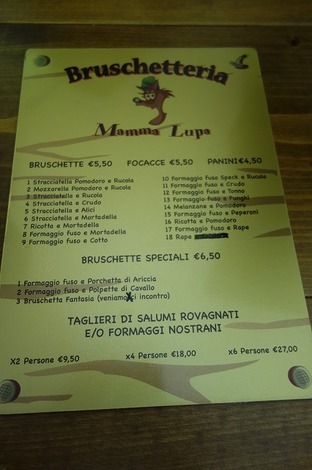 Bruschetteria
Mamma Lupa
BRUSCHETTE €5,50 FOCACCE €5,50 PANINI €4,50
1 Stracciatella Pomodoro e Rucola
2 Mozzarella Pomodoro e Rucola
3 Stracciatella e Rucola
4 Stracciatella e Crudo
5 Stracciatella e Alici
6 Stracciatella e Mortadella
7 Ricotta e Mortadella
8 Formaggio fuso e Mortadella
9 Formaggio fuso e Cotto
10 Formaggio fuso Speck e Rucola
11 Formaggio fuso e Crudo
12 Formaggio fuso e Tonno
13 Formaggio fuso e Funghi
14 Melanzane e Pomodoro
15 Formaggio fuso e Peperoni
16 Ricotta e Pomodoro
17 Formaggio fuso e Rape
18 Rape
BRUSCHETTE SPECIALI €6,50
1 Formaggio fuso e Porchetta di Ariccia
2 Formaggio fuso e Polpette di Cavallo
3 Bruschetta Fantasia (veniamoci incontro)
TAGLIERI DI SALUMI ROVAGNATI
E/O FORMAGGI NOSTRANI
X2 Persone €9,50 x4 Persone €18,00 x6 Persone €27,00